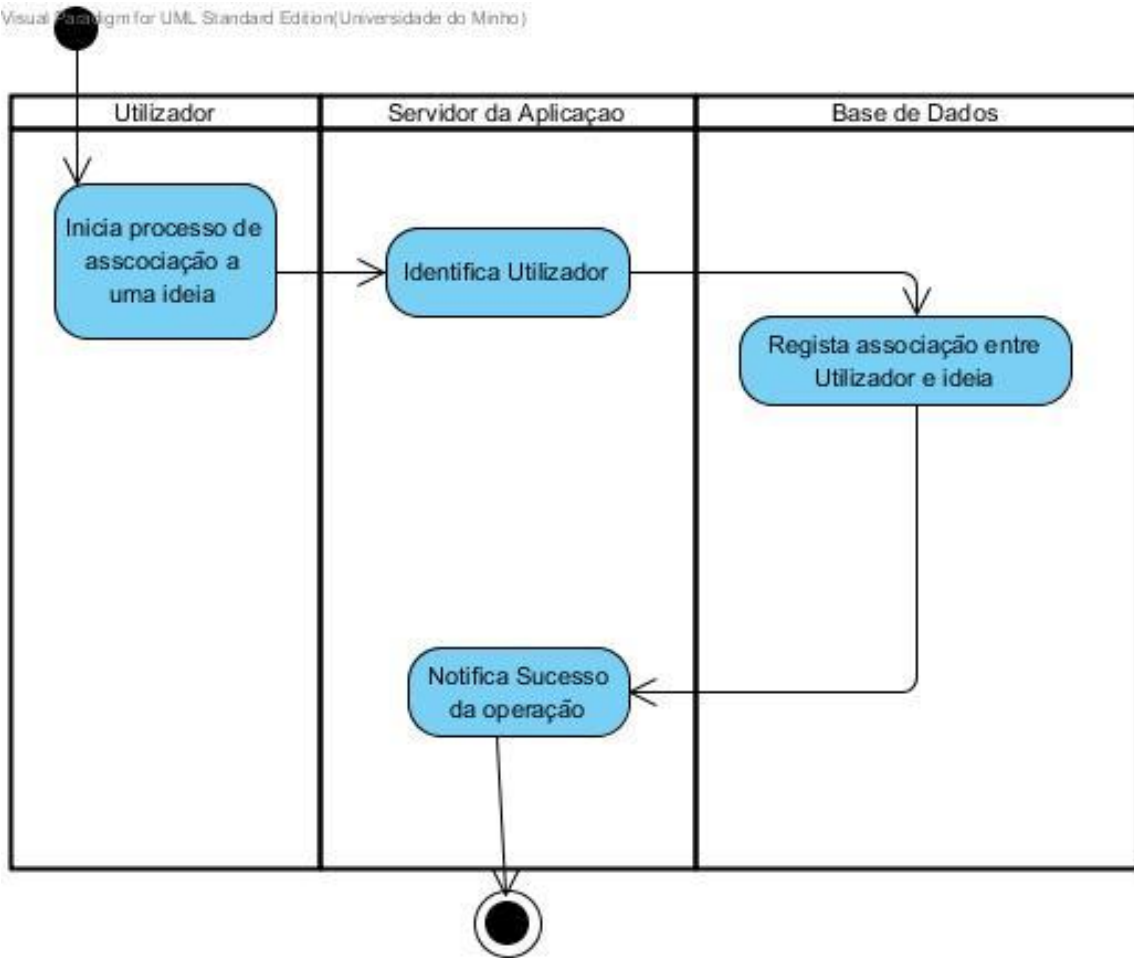 Visual Paradigm for UML Standard Edition(Universidade do Minho)
Utilizador
Servidor da Aplicaçao
Base de Dados
Inicia processo de
asscociação a
uma ideia
Identifica Utilizador
Regista associação entre
Utilizador e ideia
Notifica Sucesso
da operação